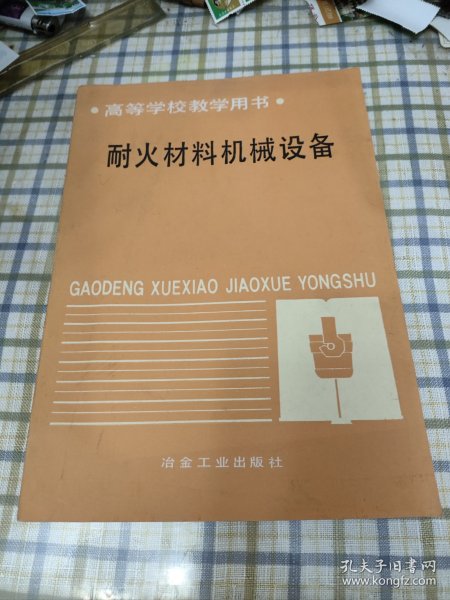 •高等学校教学用书•
耐火材料机械设备
GAODENG XUEXIAO JIAOXUE YONGSHU
冶金工业出版社
孔夫子旧书网
www.kongfz.com